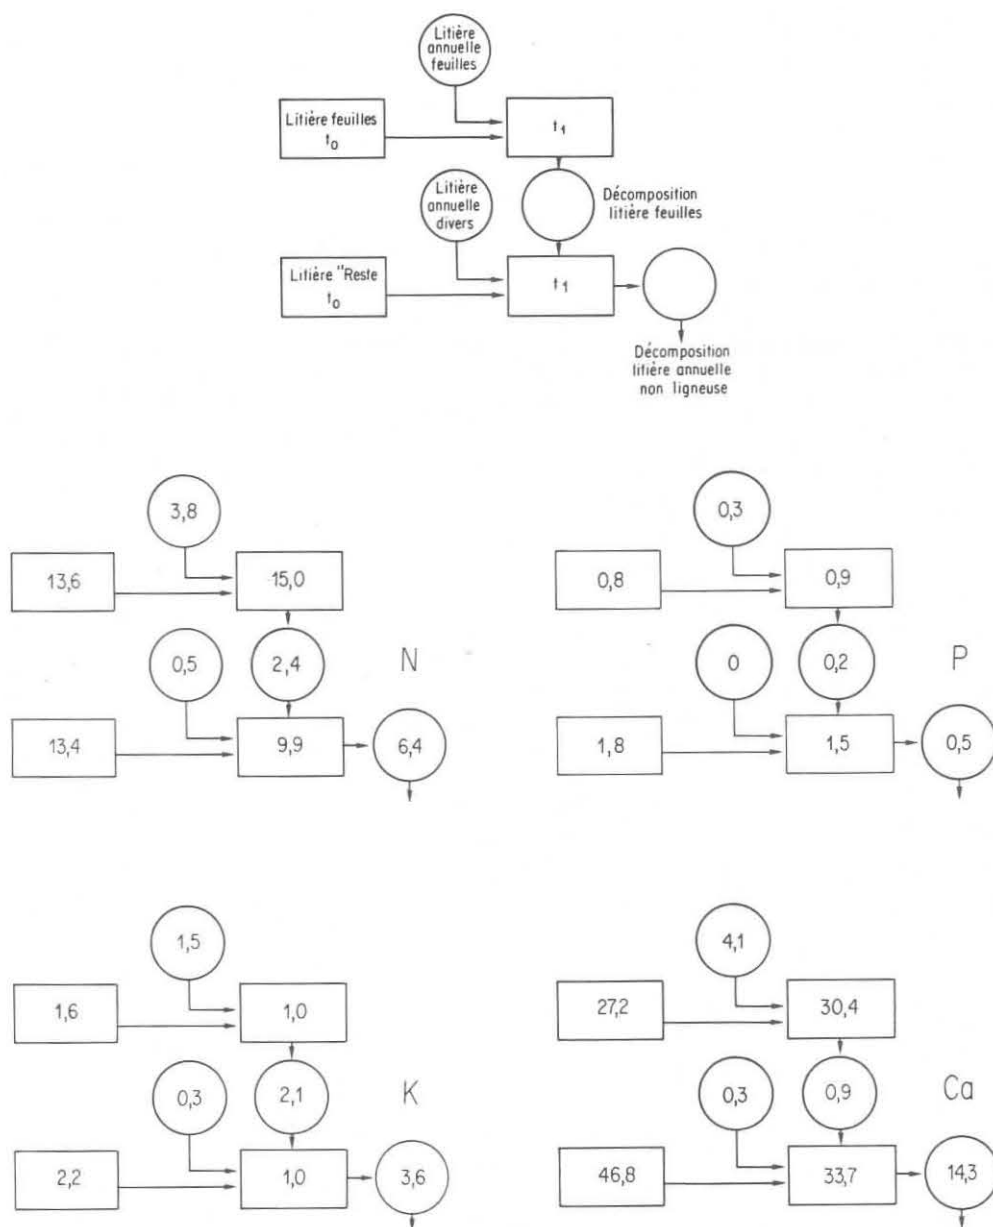 Litière
annuelle
feuilles
Litière feuilles
t₀
t₁
Litière
annuelle
divers
Décomposition
litière feuilles
Litière "Reste
t₀
t₁
Décomposition
litière annuelle
non ligneuse
3,8
13,6
15,0
0,5
2,4
N
13,4
9,9
6,4
0,3
0,8
0,9
0
0,2
P
1,8
1,5
0,5
1,5
1,6
1,0
0,3
2,1
K
2,2
1,0
3,6
4,1
27,2
30,4
0,3
0,9
Ca
46,8
33,7
14,3